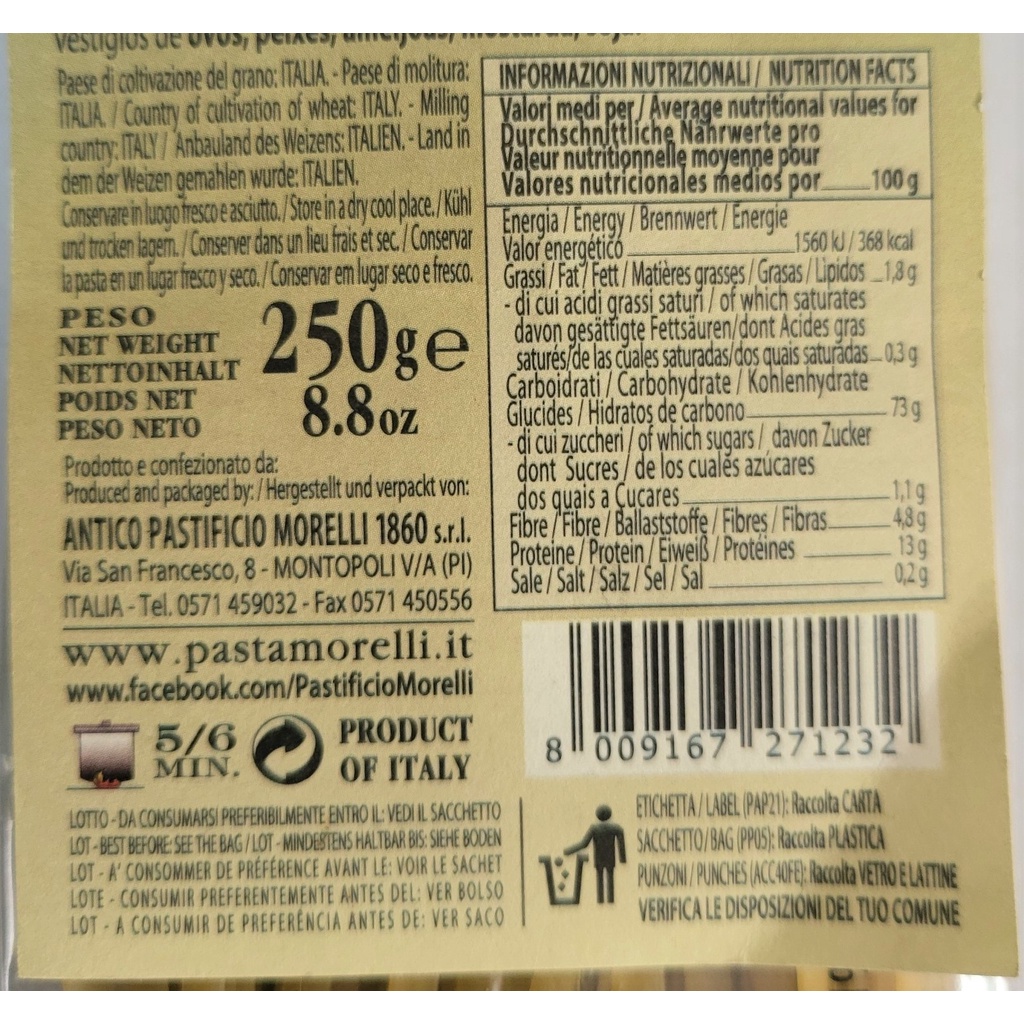 vestígios de ovos, peixes,
Paese di coltivazione del grano: ITALIA. - Paese di molitura:
ITALIA. / Country of cultivation of wheat: ITALY. - Milling
country: ITALY / Anbauland des Weizens: ITALIEN. - Land in
dem der Weizen gemahlen wurde: ITALIEN.
Conservare in luogo fresco e asciutto. / Store in a dry cool place. / Kühl
und trocken lagern. / Conserver dans un lieu frais et sec. / Conservar
la pasta en un lugar fresco y seco. / Conservar em lugar seco e fresco.
PESO
NET WEIGHT
NETTOINHALT
POIDS NET
PESO NETO
250g e
8.8oz
Prodotto e confezionato da:
Produced and packaged by: / Hergestellt und verpackt von:
ANTICO PASTIFICIO MORELLI 1860 s.r.l.
Via San Francesco, 8 - MONTOPOLI V/A (PI)
ITALIA - Tel. 0571 459032 - Fax 0571 450556
www.pastamorelli.it
www.facebook.com/PastificioMorelli
5/6
MIN.
PRODUCT
OF ITALY
INFORMAZIONI NUTRIZIONALI / NUTRITION FACTS
Valori medi per / Average nutritional values for
Durchschnittliche Nährwerte pro
Valeur nutritionnelle moyenne pour
Valores nutricionales medios por 100 g
Energia / Energy / Brennwert / Energie
Valor energético 1560 kJ / 368 kcal
Grassi / Fat / Fett / Matières grasses / Grasas / Lipidos 1,8 g
- di cui acidi grassi saturi / of which saturates
davon gesättigte Fettsäuren/dont Acides gras
saturés/de las cuales saturadas/dos quais saturadas 0,3 g
Carboidrati / Carbohydrate / Kohlenhydrate
Glucides / Hidratos de carbono 73 g
- di cui zuccheri / of which sugars / davon Zucker
dont Sucres / de los cuales azúcares
dos quais a Çucares 1,1 g
Fibre / Fibre / Ballaststoffe / Fibres / Fibras 4,8 g
Proteine / Protein / Eiweiß / Protéines 13 g
Sale / Salt / Salz / Sel / Sal 0,2 g
8 009167 271232
LOTTO - DA CONSUMARSI PREFERIBILMENTE ENTRO IL: VEDI IL SACCHETTO
LOT - BEST BEFORE: SEE THE BAG / LOT - MINDESTENS HALTBAR BIS: SIEHE BODEN
LOT - A' CONSOMMER DE PRÉFÉRENCE AVANT LE: VOIR LE SACHET
LOTE - CONSUMIR PREFERENTEMENTE ANTES DEL: VER BOLSO
LOT - A CONSUMIR DE PREFERÊNCIA ANTES DE: VER SACO
ETICHETTA / LABEL (PAP21): Raccolta CARTA
SACCHETTO / BAG (PP05): Raccolta PLASTICA
PUNZONI / PUNCHES (ACC40FE): Raccolta VETRO E LATTINE
VERIFICA LE DISPOSIZIONI DEL TUO COMUNE